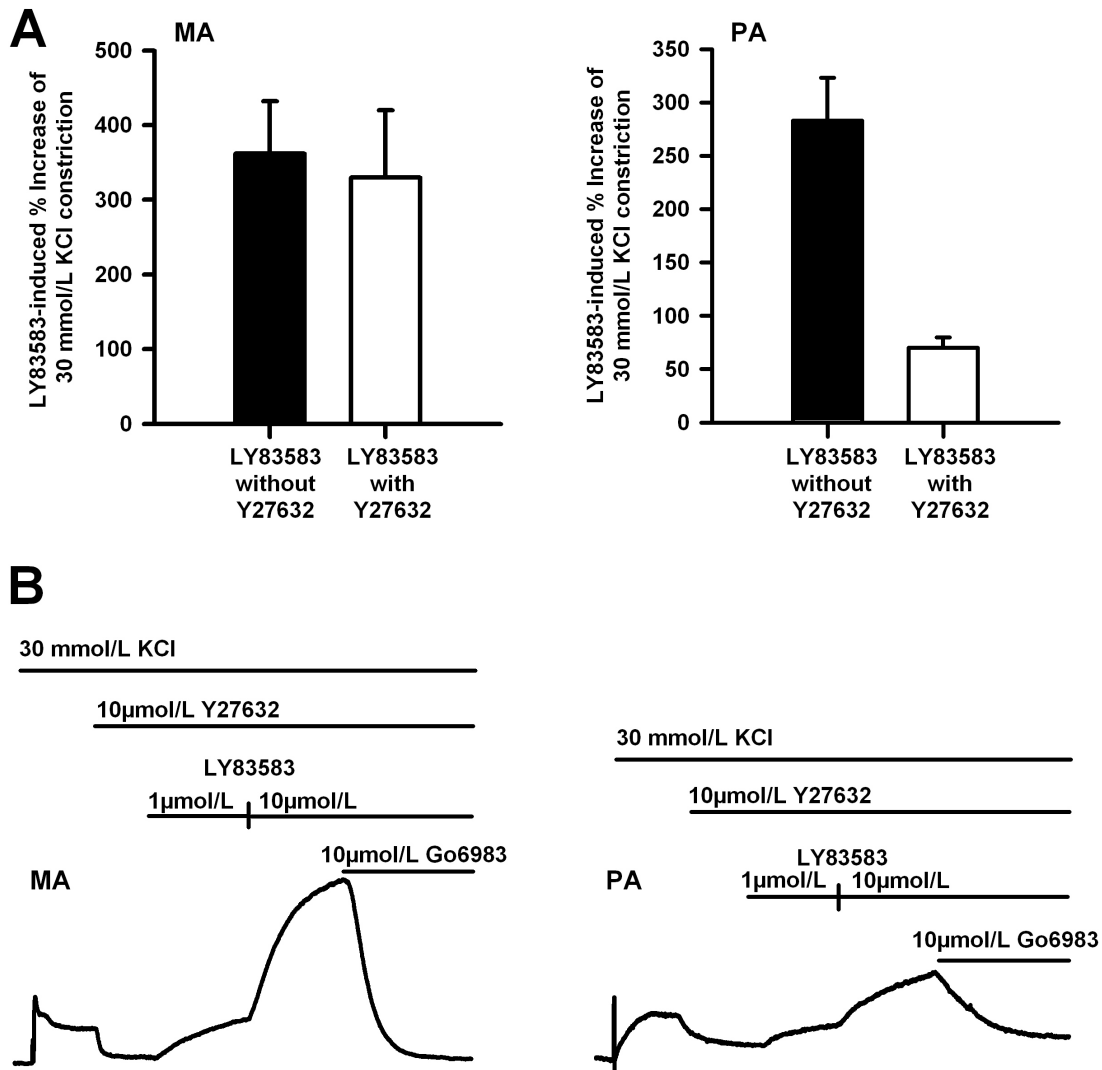 A
MA
LY83583-induced % Increase of
30 mmol/L KCl constriction
500
400
300
200
100
0
LY83583
without
Y27632
LY83583
with
Y27632
PA
LY83583-induced % Increase of
30 mmol/L KCl constriction
350
300
250
200
150
100
50
0
LY83583
without
Y27632
LY83583
with
Y27632
B
30 mmol/L KCl
10µmol/L Y27632
LY83583
1µmol/L 10µmol/L
10µmol/L Go6983
MA
30 mmol/L KCl
10µmol/L Y27632
LY83583
1µmol/L 10µmol/L
PA
10µmol/L Go6983